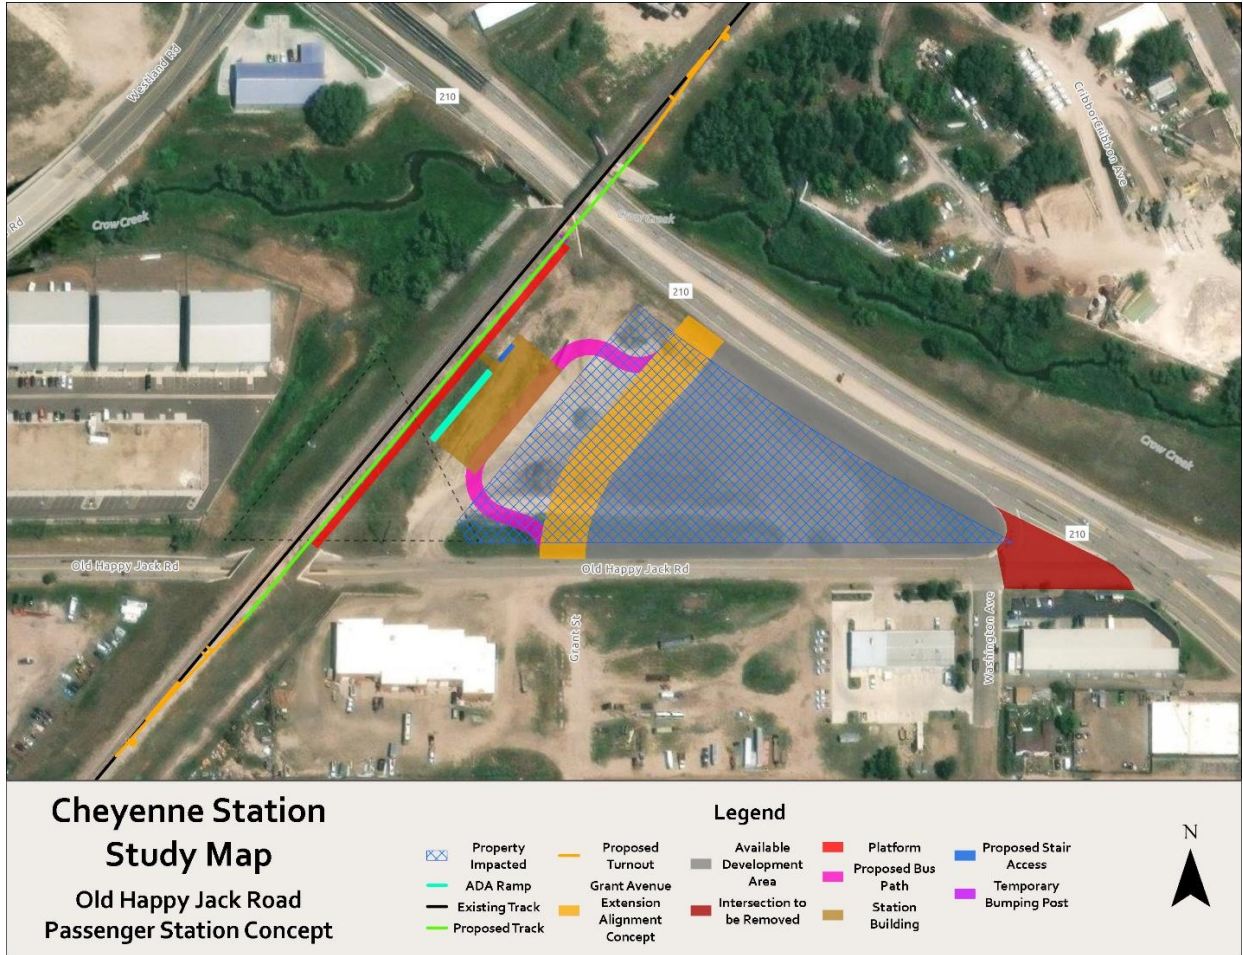 Westland Rd
210
CribborCribbon Ave
Crow Creek
Crow Creek
Rd
210
Crow Creek
210
Old Happy Jack Rd
Old Happy Jack Rd
Grant St
Washington Ave
Cheyenne Station
Study Map
Old Happy Jack Road
Passenger Station Concept
Legend
Property
Impacted
ADA Ramp
Existing Track
Proposed Track
Proposed
Turnout
Grant Avenue
Extension
Alignment
Concept
Available
Development
Area
Intersection to
be Removed
Platform
Proposed Bus
Path
Station
Building
Proposed Stair
Access
Temporary
Bumping Post
N